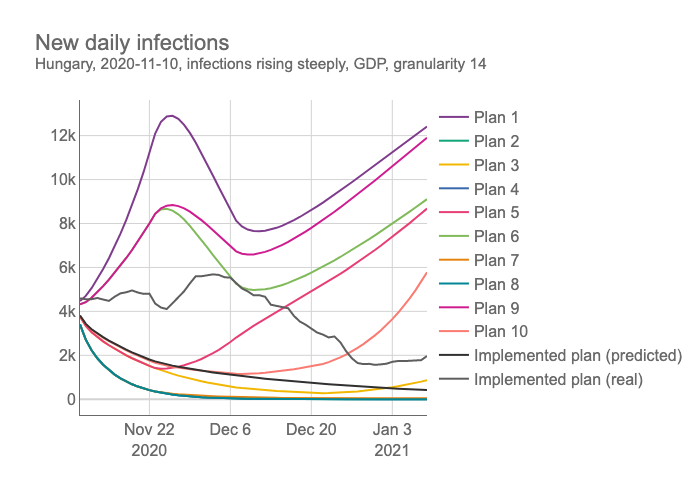 New daily infections
Hungary, 2020-11-10, infections rising steeply, GDP, granularity 14
12k
10k
8k
6k
4k
2k
0
Nov 22
2020
Dec 6
Dec 20
Jan 3
2021
Plan 1
Plan 2
Plan 3
Plan 4
Plan 5
Plan 6
Plan 7
Plan 8
Plan 9
Plan 10
Implemented plan (predicted)
Implemented plan (real)